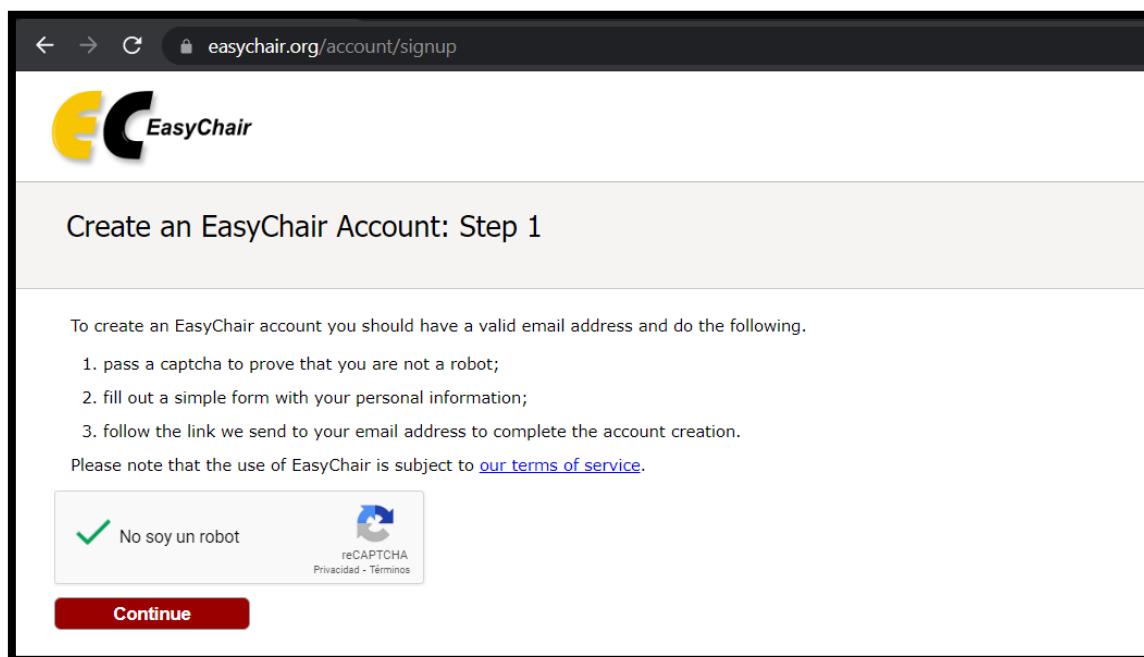 easychair.org/account/signup
EC EasyChair
Create an EasyChair Account: Step 1
To create an EasyChair account you should have a valid email address and do the following.
1. pass a captcha to prove that you are not a robot;
2. fill out a simple form with your personal information;
3. follow the link we send to your email address to complete the account creation.
Please note that the use of EasyChair is subject to our terms of service.
No soy un robot
reCAPTCHA
Privacidad - Términos
Continue